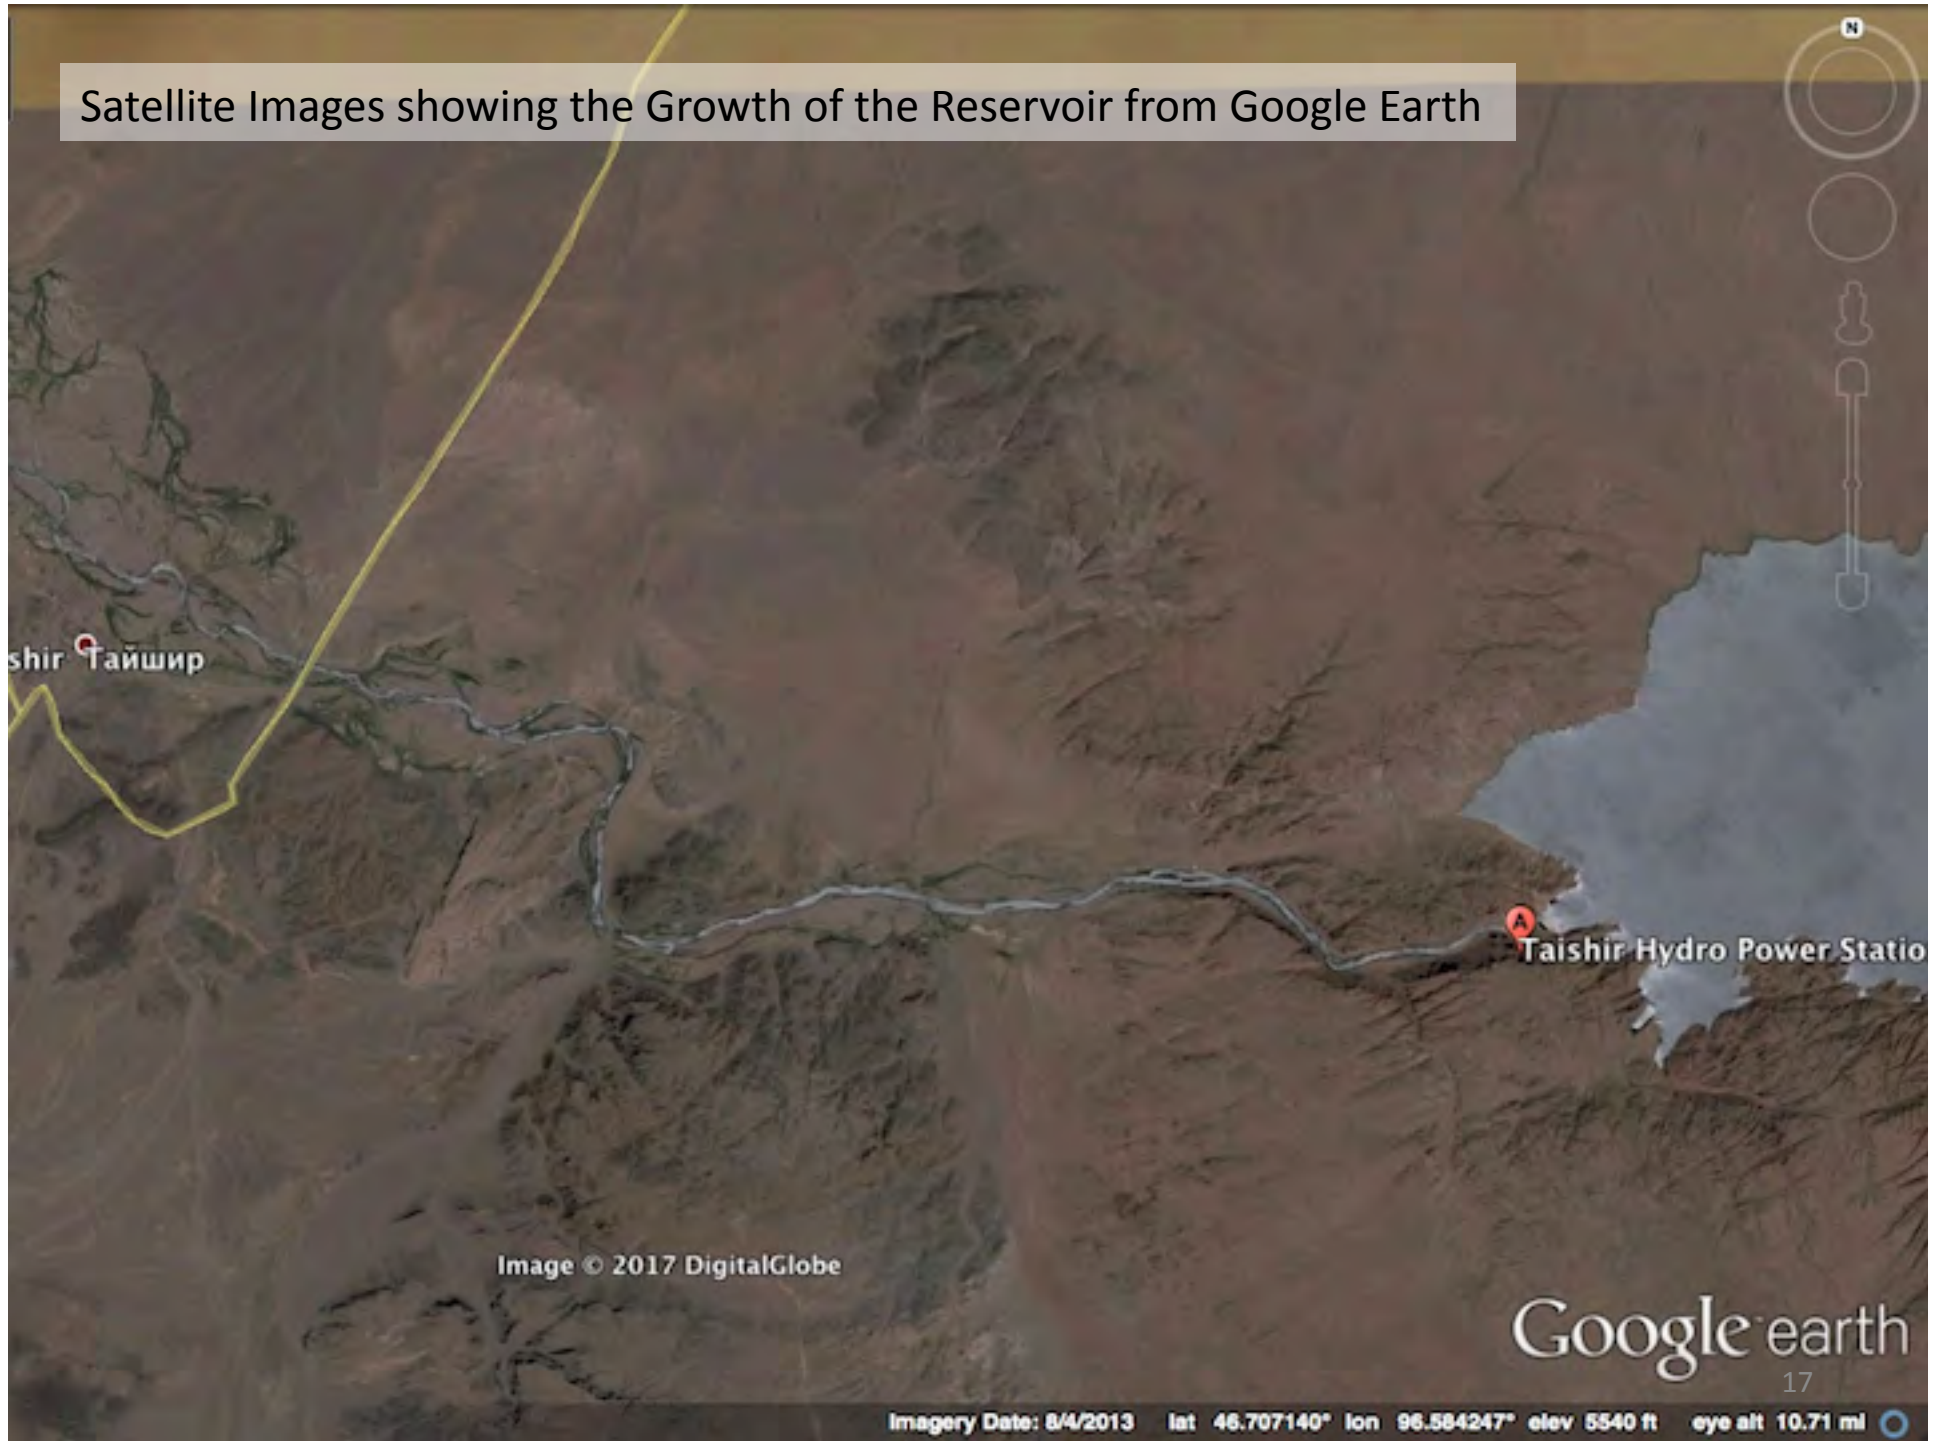 N
Satellite Images showing the Growth of the Reservoir from Google Earth
shir Тайшир
A
Taishir Hydro Power Statio
Image © 2017 DigitalGlobe
Google earth
17
Imagery Date: 8/4/2013 lat 46.707140° lon 96.584247° elev 5540 ft eye alt 10.71 mi